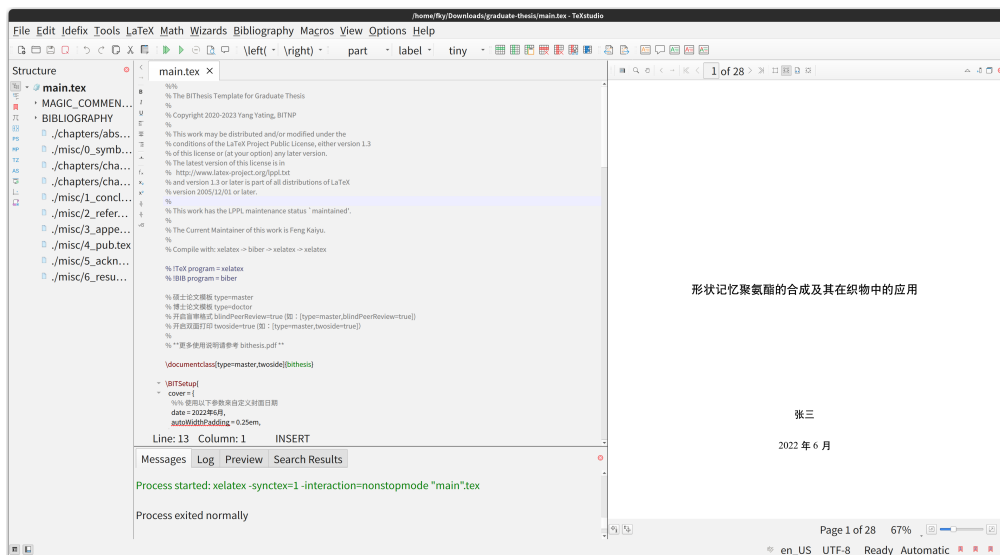 /home/fky/Downloads/graduate-thesis/main.tex - TeXstudio
File Edit Idefix Tools LaTeX Math Wizards Bibliography Macros View Options Help
\left( \right) part label tiny
Structure
main.tex
MAGIC_COMMEN...
BIBLIOGRAPHY
./chapters/abs...
./misc/0_symb...
./chapters/cha...
./chapters/cha...
./misc/1_concl...
./misc/2_refer...
./misc/3_appe...
./misc/4_pub.tex
./misc/5_ackn...
./misc/6_resu...
main.tex
%%
% The BIThesis Template for Graduate Thesis
%
% Copyright 2020-2023 Yang Yating, BITNP
%
% This work may be distributed and/or modified under the
% conditions of the LaTeX Project Public License, either version 1.3
% of this license or (at your option) any later version.
% The latest version of this license is in
% http://www.latex-project.org/lppl.txt
% and version 1.3 or later is part of all distributions of LaTeX
% version 2005/12/01 or later.
%
% This work has the LPPL maintenance status `maintained'.
%
% The Current Maintainer of this work is Feng Kaiyu.
%
% Compile with: xelatex -> biber -> xelatex -> xelatex
% !TeX program = xelatex
% !BIB program = biber
% 硕士论文模板 type=master
% 博士论文模板 type=doctor
% 开启盲审格式 blindPeerReview=true (如：[type=master,blindPeerReview=true])
% 开启双面打印 twoside=true (如：[type=master,twoside=true])
%
% **更多使用说明请参考 bithesis.pdf **
\documentclass[type=master,twoside]{bithesis}
\BITSetup{
cover = {
%% 使用以下参数来自定义封面日期
date = 2022年6月,
autoWidthPadding = 0.25em,
Line: 13 Column: 1 INSERT
Messages Log Preview Search Results
Process started: xelatex -synctex=1 -interaction=nonstopmode "main".tex
Process exited normally
1 of 28
形状记忆聚氨酯的合成及其在织物中的应用
张三
2022 年 6 月
Page 1 of 28 67%
en_US UTF-8 Ready Automatic